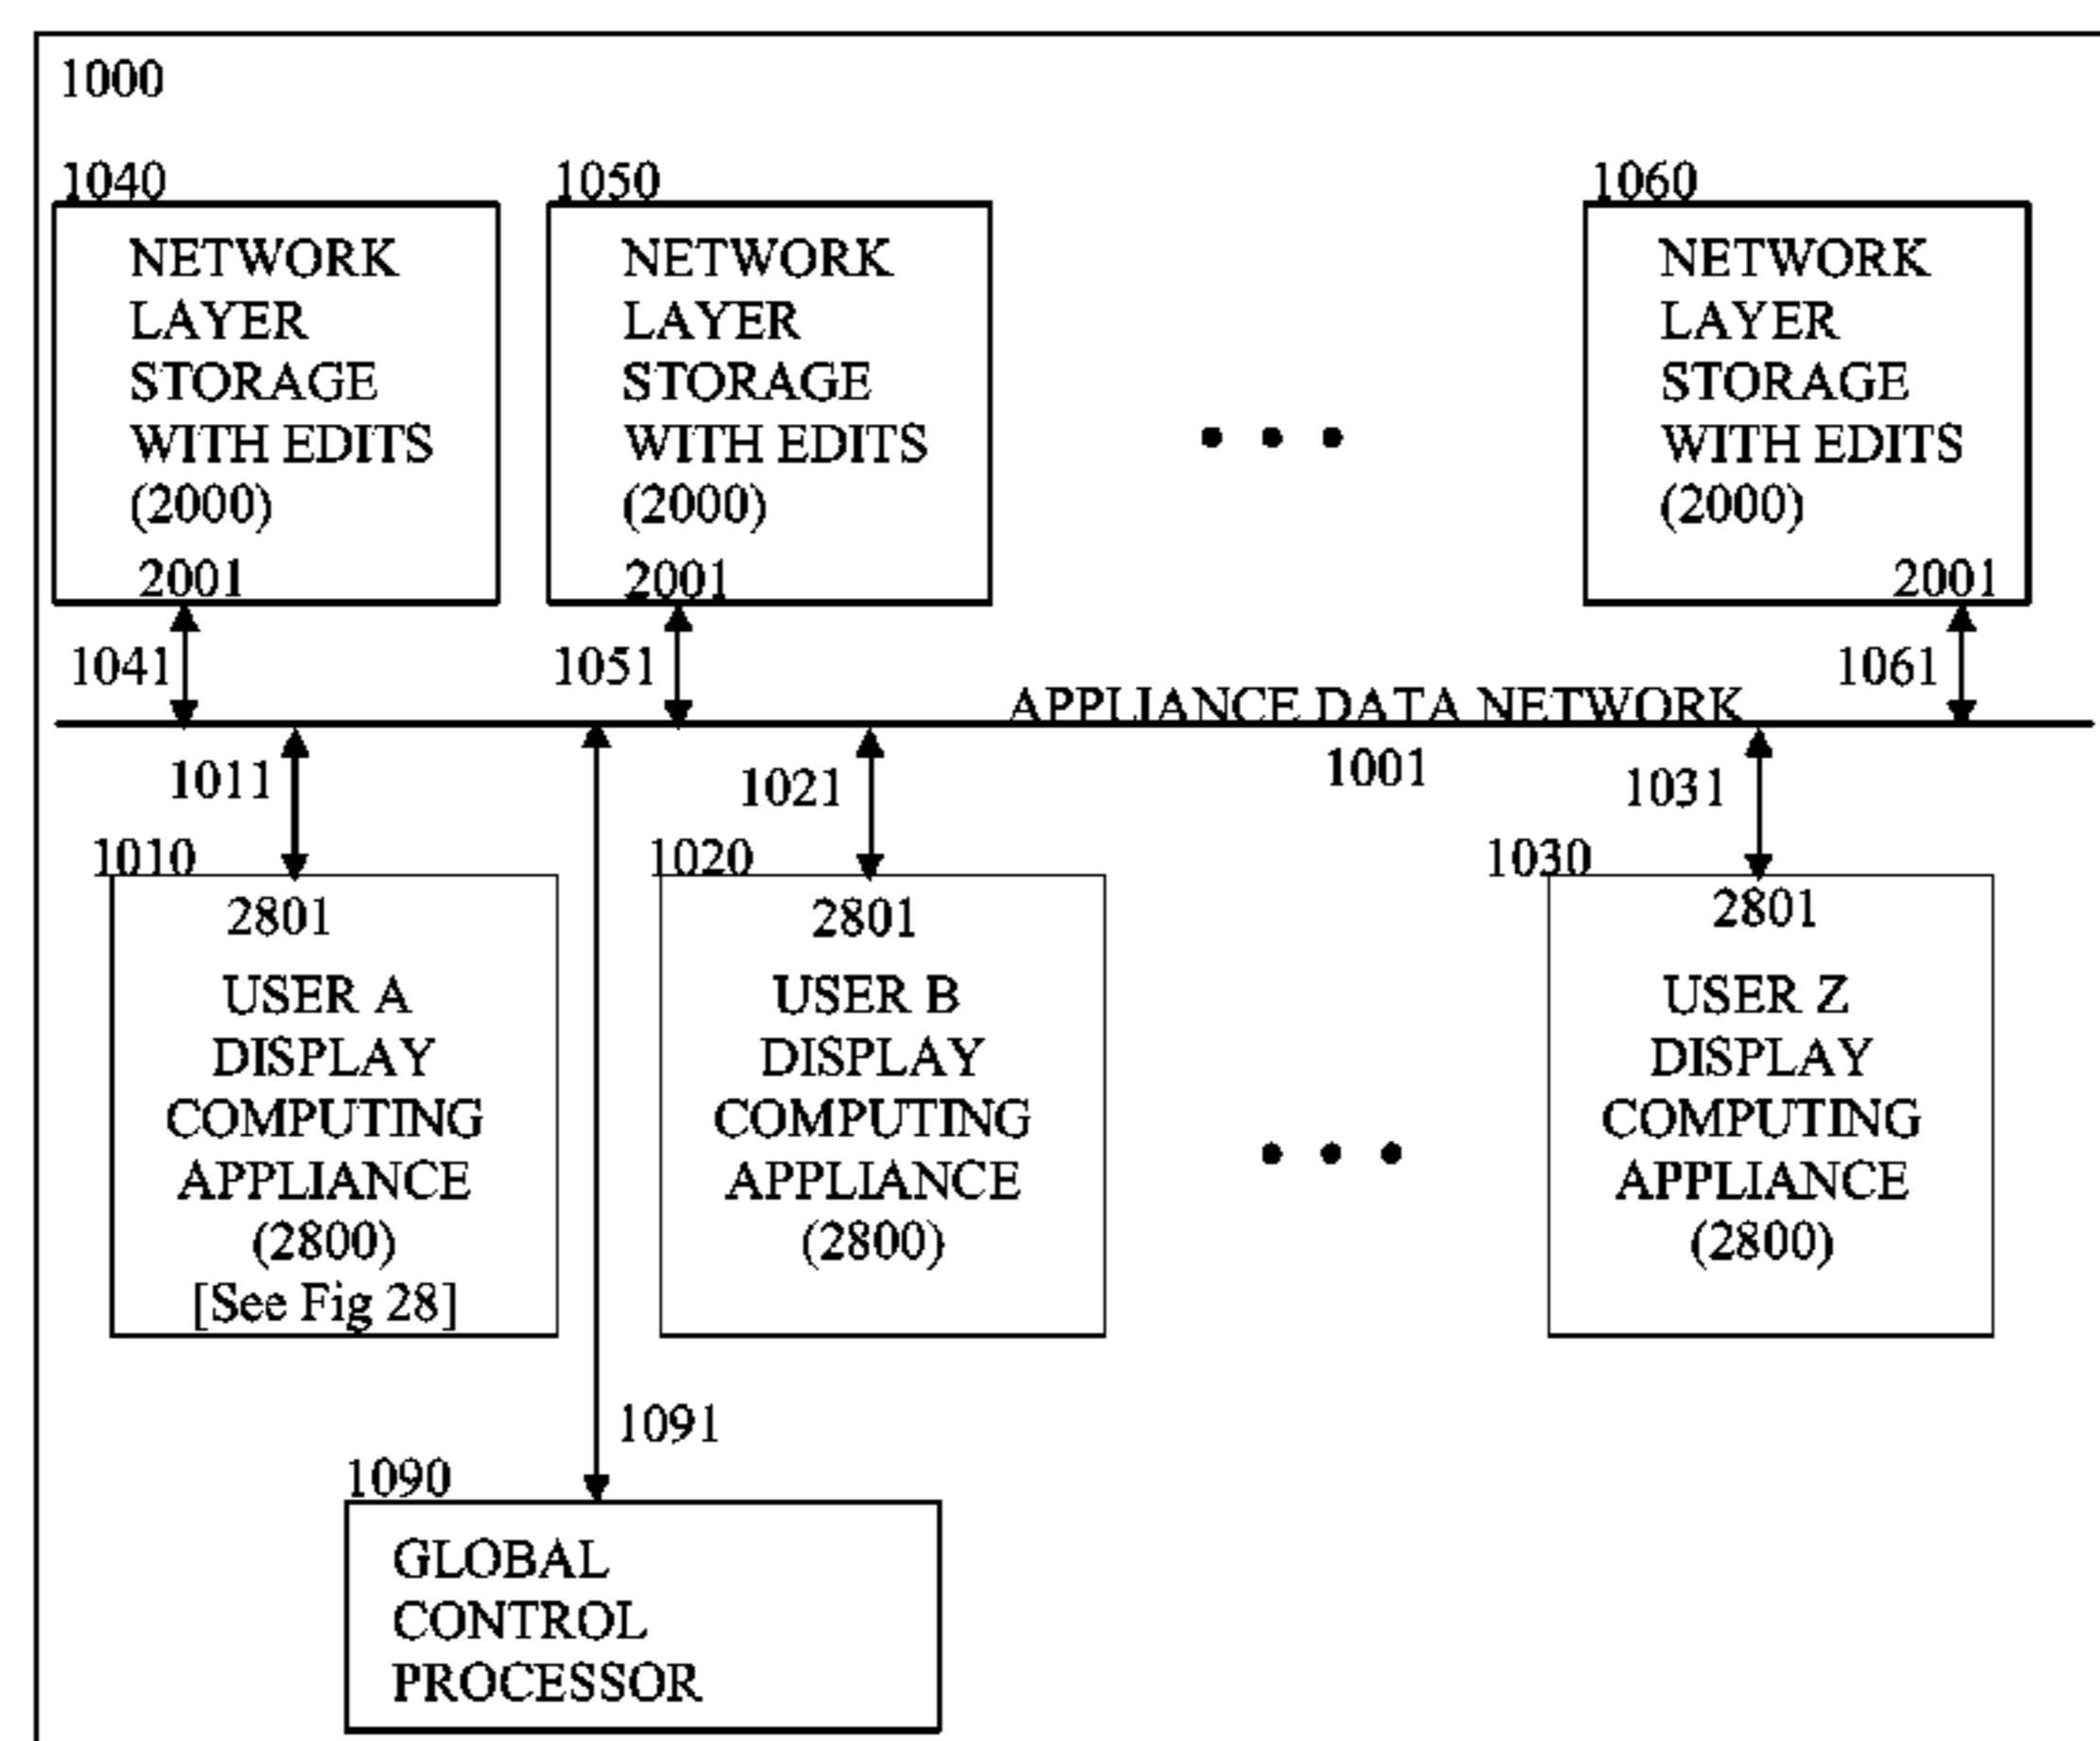 1000
1040
NETWORK
LAYER
STORAGE
WITH EDITS
(2000)
2001
1050
NETWORK
LAYER
STORAGE
WITH EDITS
(2000)
2001
1060
NETWORK
LAYER
STORAGE
WITH EDITS
(2000)
2001
1041
1051
1061
APPLIANCE DATA NETWORK
1001
1011
1021
1031
1010
2801
USER A
DISPLAY
COMPUTING
APPLIANCE
(2800)
[See Fig 28]
1020
2801
USER B
DISPLAY
COMPUTING
APPLIANCE
(2800)
1030
2801
USER Z
DISPLAY
COMPUTING
APPLIANCE
(2800)
1091
1090
GLOBAL
CONTROL
PROCESSOR